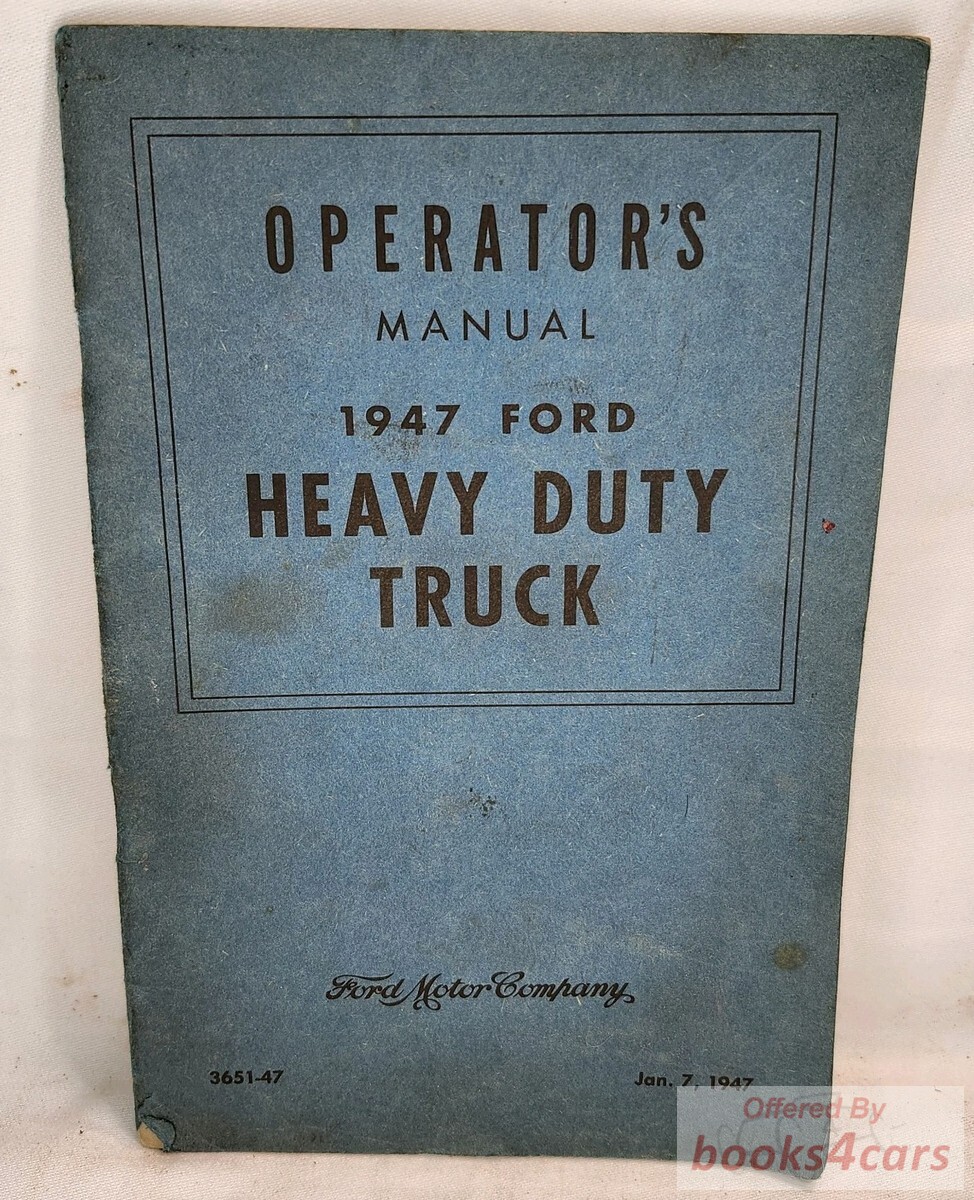 OPERATOR'S
MANUAL
1947 FORD
HEAVY DUTY
TRUCK
Ford Motor Company
3651-47 Jan. 7, 1947
Offered By
books4cars